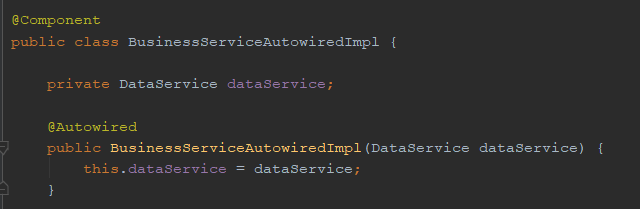 @Component
public class BusinessServiceAutowiredImpl {
private DataService dataService;
@Autowired
public BusinessServiceAutowiredImpl(DataService dataService) {
this.dataService = dataService;
}